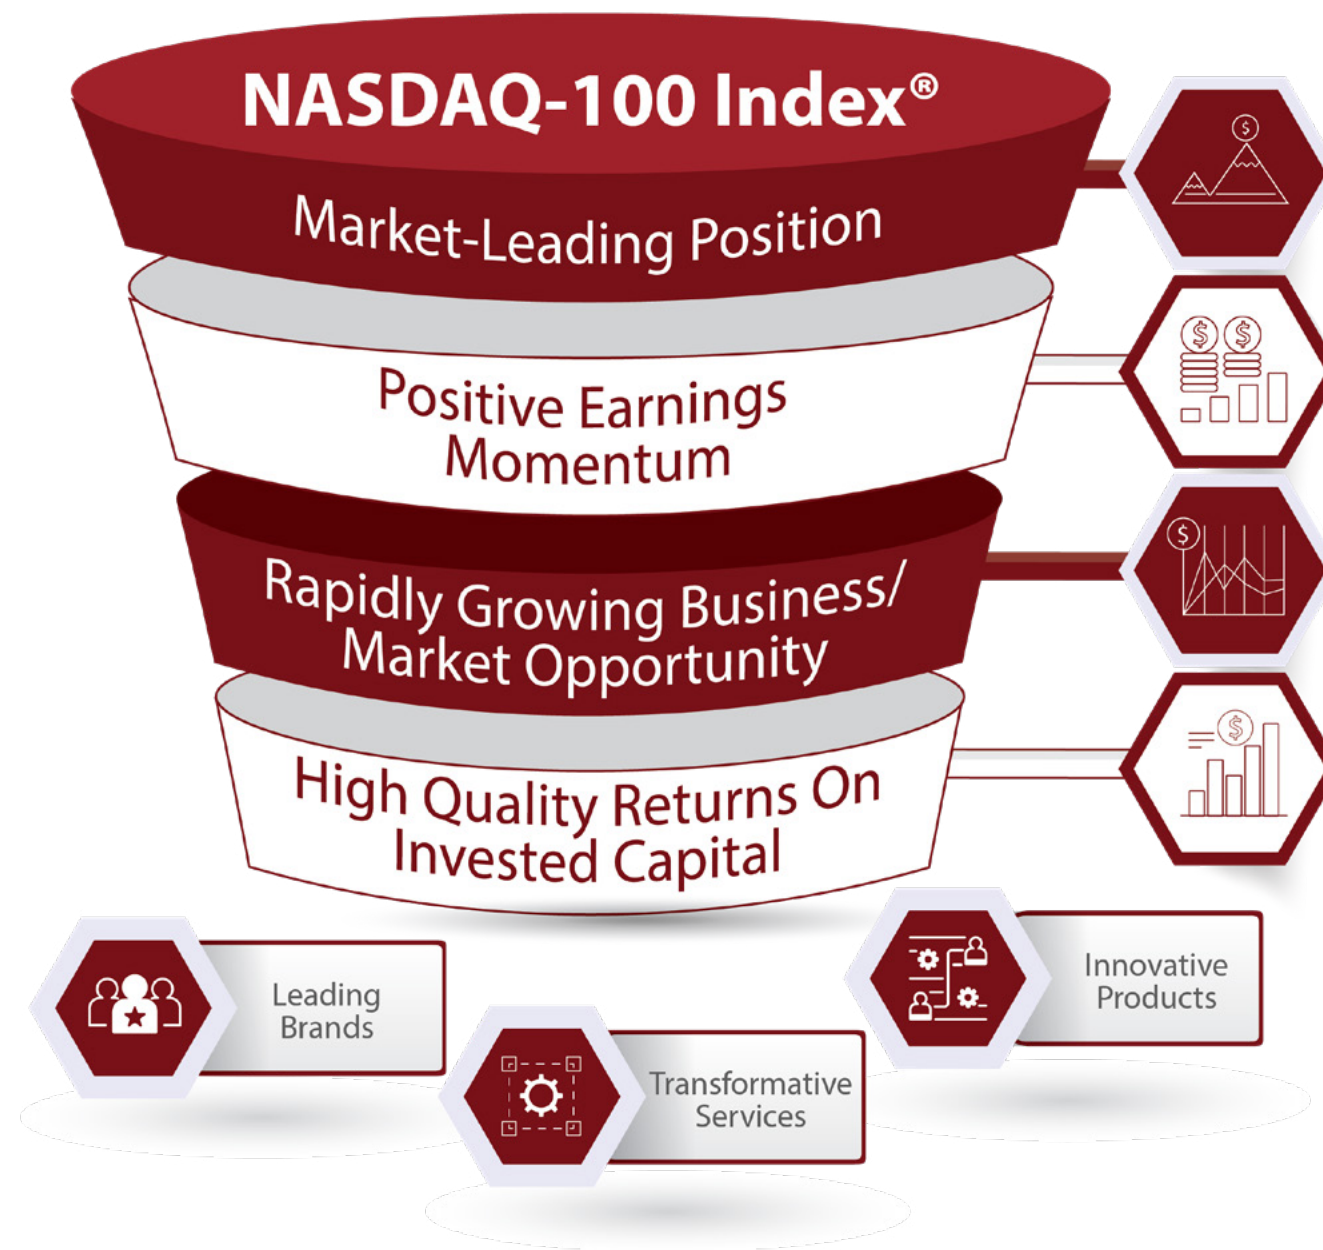 NASDAQ-100 Index®
Market-Leading Position
Positive Earnings
Momentum
Rapidly Growing Business/
Market Opportunity
High Quality Returns On
Invested Capital
Leading
Brands
Transformative
Services
Innovative
Products